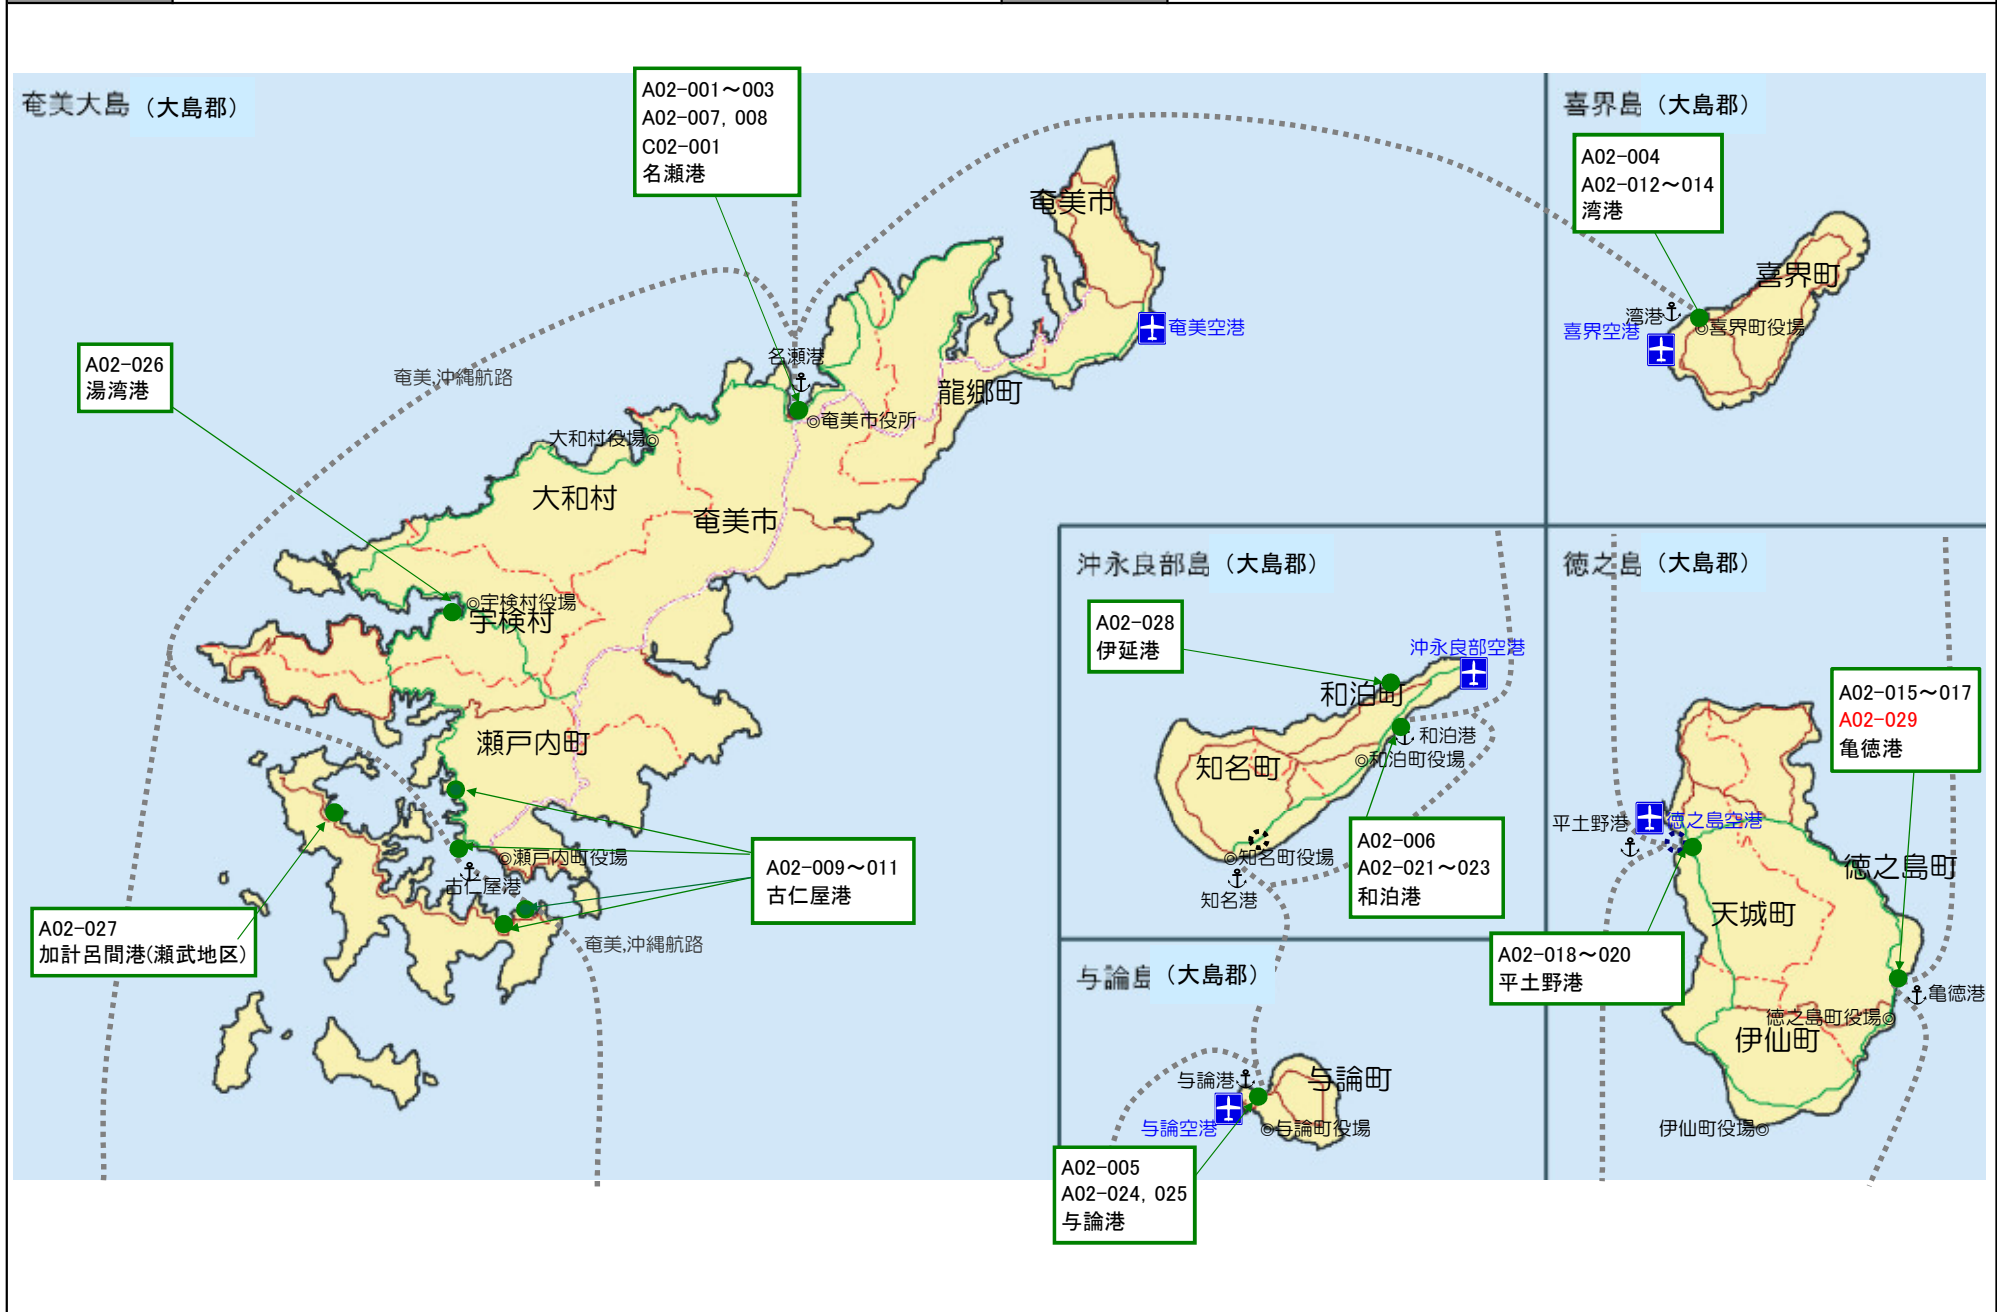 奄美大島（大島郡）
A02-001～003
A02-007, 008
C02-001
名瀬港
奄美市
奄美空港
名瀬港
◎奄美市役所
龍郷町
奄美,沖縄航路
A02-026
湯湾港
大和村役場◎
大和村
奄美市
◎宇検村役場
宇検村
瀬戸内町
◎瀬戸内町役場
古仁屋港
A02-009～011
古仁屋港
A02-027
加計呂間港(瀬武地区)
奄美,沖縄航路
喜界島（大島郡）
A02-004
A02-012～014
湾港
喜界町
湾港
◎喜界町役場
喜界空港
沖永良部島（大島郡）
A02-028
伊延港
沖永良部空港
和泊町
和泊港
◎和泊町役場
知名町
◎知名町役場
知名港
A02-006
A02-021～023
和泊港
徳之島（大島郡）
A02-015～017
A02-029
亀徳港
平土野港
徳之島空港
徳之島町
天城町
A02-018～020
平土野港
亀徳港
徳之島町役場◎
伊仙町
伊仙町役場◎
与論島（大島郡）
与論港
与論町
与論空港
◎与論町役場
A02-005
A02-024, 025
与論港